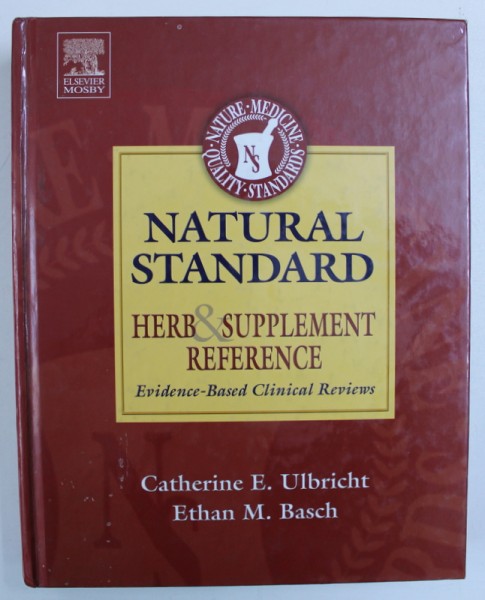 ELSEVIER
MOSBY
NATURE · MEDICINE
QUALITY · STANDARDS
NS
NATURAL
STANDARD
HERB & SUPPLEMENT
REFERENCE
Evidence-Based Clinical Reviews
Catherine E. Ulbricht
Ethan M. Basch